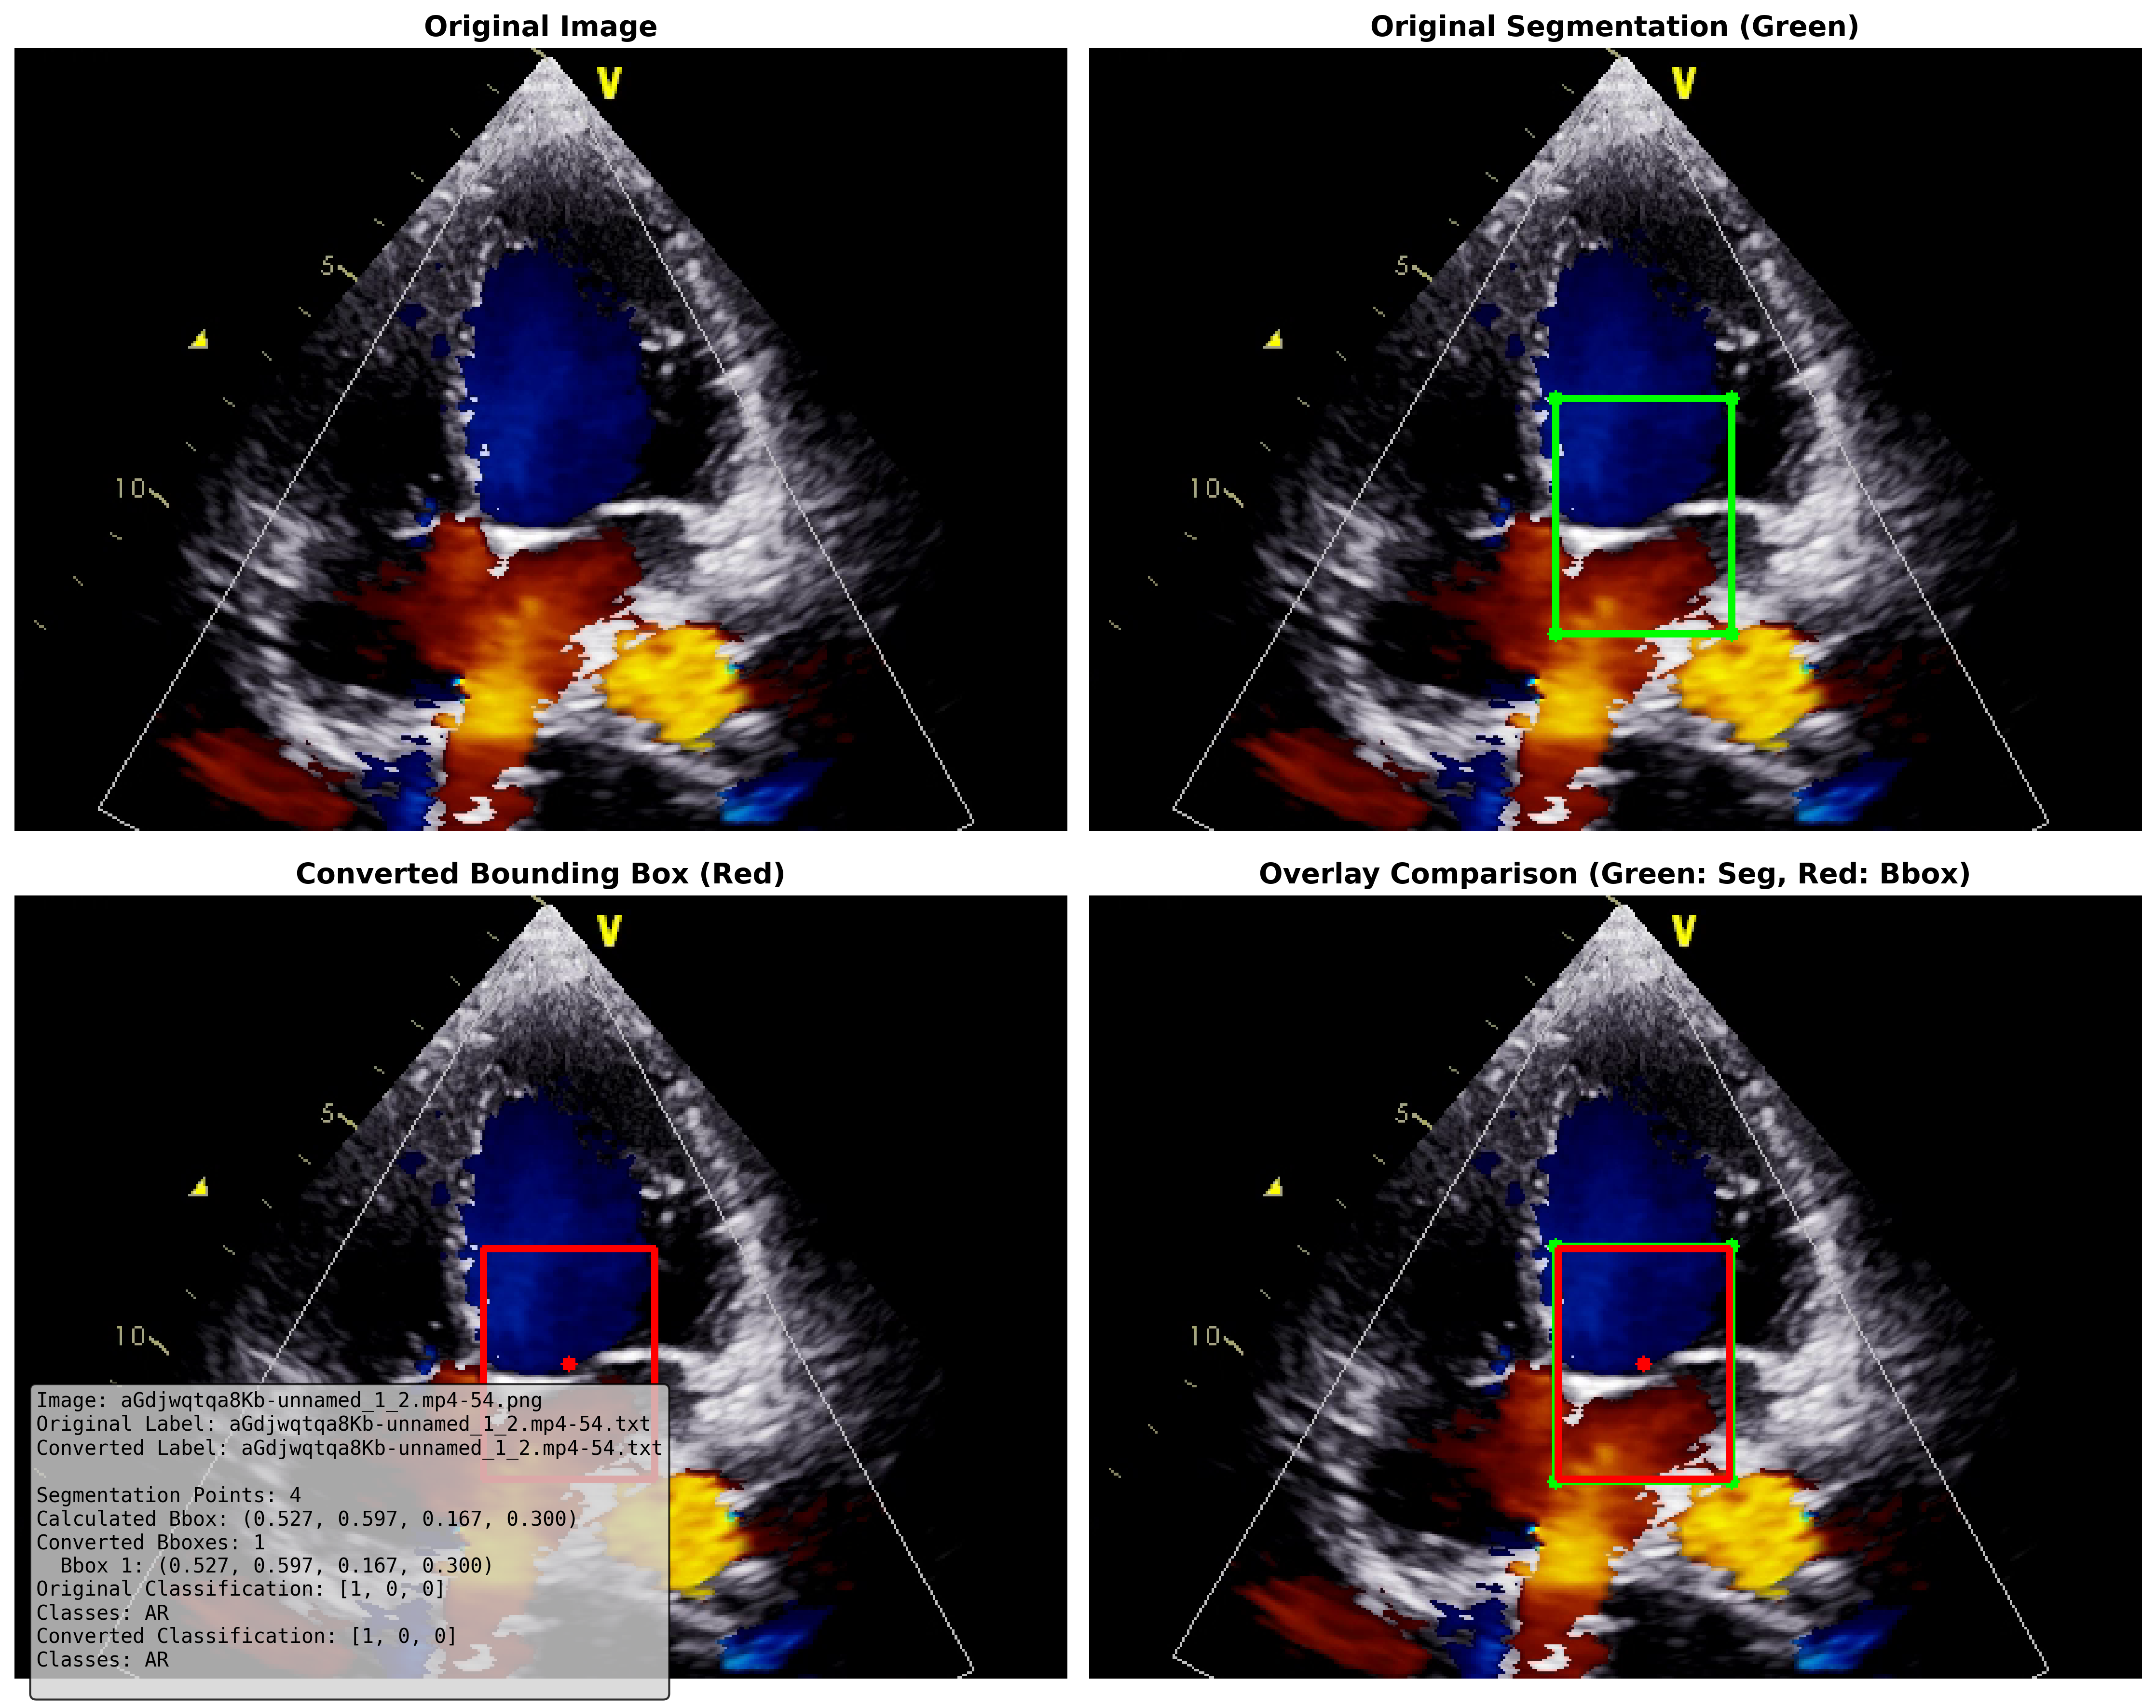 Original Image
Original Segmentation (Green)
V
5
10
V
5
10
Converted Bounding Box (Red)
Overlay Comparison (Green: Seg, Red: Bbox)
V
5
10
V
5
10
Image: aGdjwqtqa8Kb-unnamed_1_2.mp4-54.png
Original Label: aGdjwqtqa8Kb-unnamed_1_2.mp4-54.txt
Converted Label: aGdjwqtqa8Kb-unnamed_1_2.mp4-54.txt
Segmentation Points: 4
Calculated Bbox: (0.527, 0.597, 0.167, 0.300)
Converted Bboxes: 1
Bbox 1: (0.527, 0.597, 0.167, 0.300)
Original Classification: [1, 0, 0]
Classes: AR
Converted Classification: [1, 0, 0]
Classes: AR